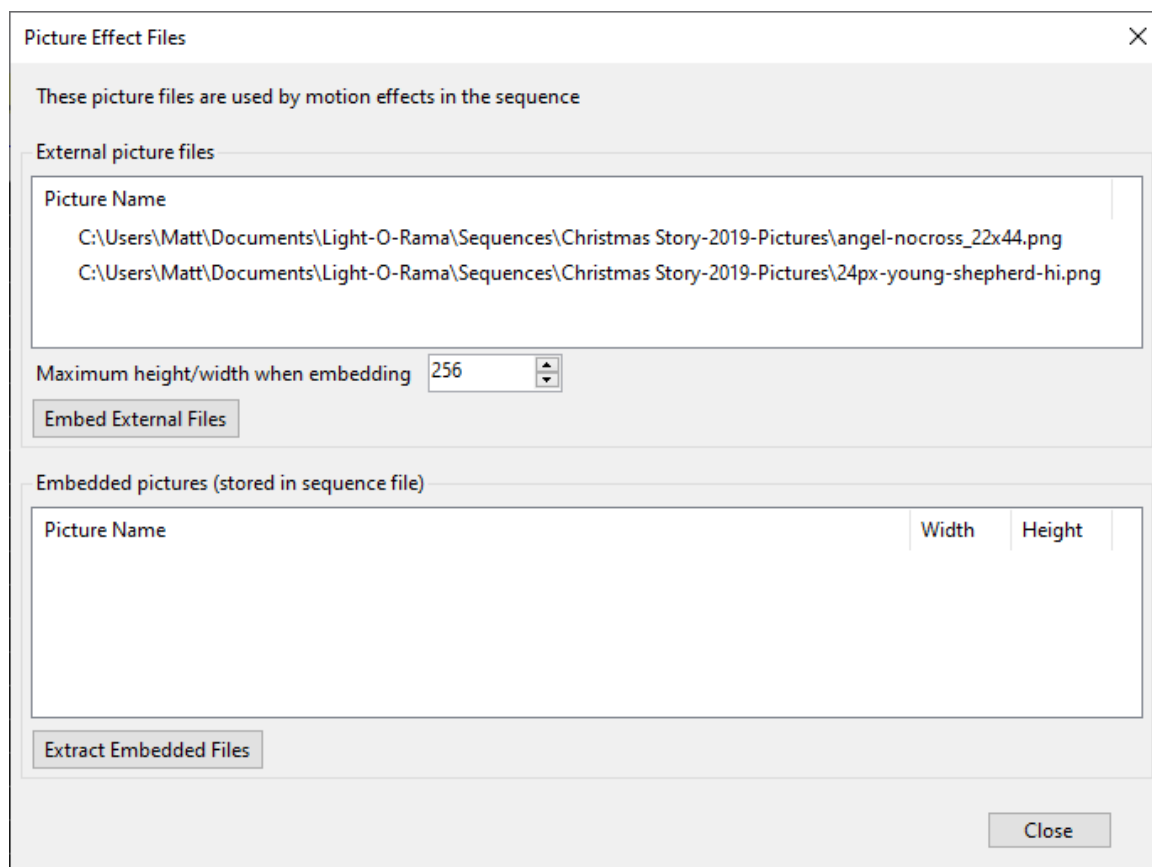 Picture Effect Files
These picture files are used by motion effects in the sequence
External picture files
Picture Name
C:\Users\Matt\Documents\Light-O-Rama\Sequences\Christmas Story-2019-Pictures\angel-nocross_22x44.png
C:\Users\Matt\Documents\Light-O-Rama\Sequences\Christmas Story-2019-Pictures\24px-young-shepherd-hi.png
Maximum height/width when embedding 256
Embed External Files
Embedded pictures (stored in sequence file)
Picture Name Width Height
Extract Embedded Files
Close